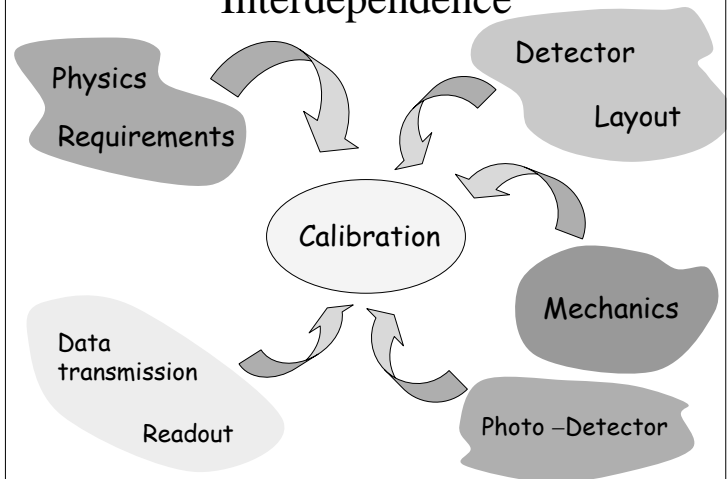 Interdependence
Physics
Requirements
Detector
Layout
Calibration
Mechanics
Data
transmission
Readout
Photo –Detector